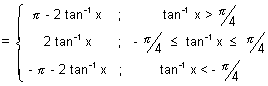 = { π - 2 tan⁻¹ x ; tan⁻¹ x > π/4
2 tan⁻¹ x ; - π/4 ≤ tan⁻¹ x ≤ π/4
- π - 2 tan⁻¹ x ; tan⁻¹ x < - π/4